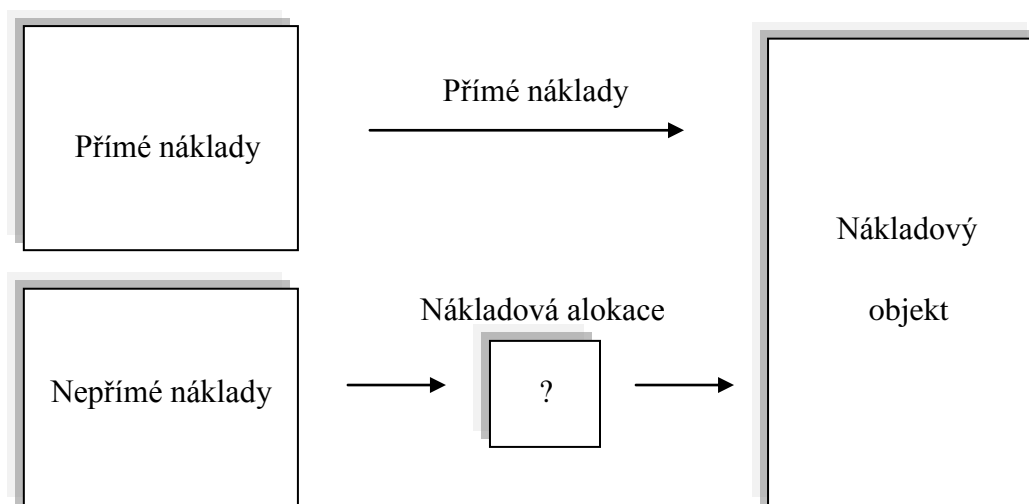 Přímé náklady
Přímé náklady
Nákladový
objekt
Nákladová alokace
Nepřímé náklady
?